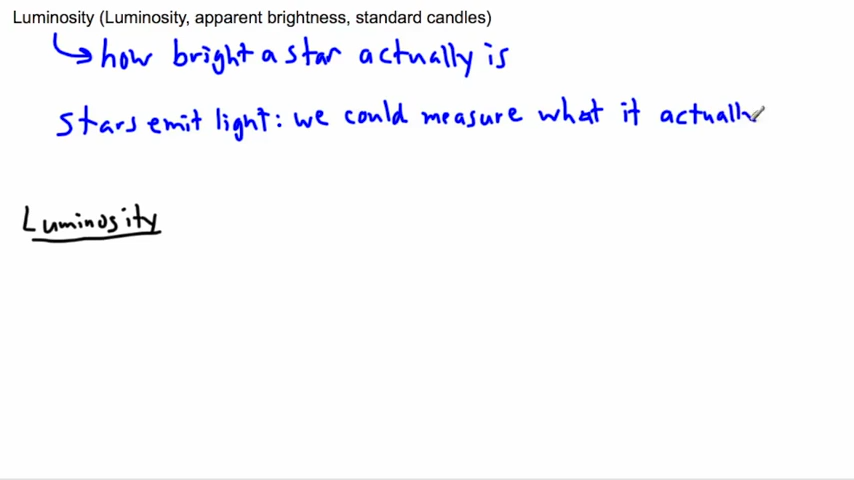 Luminosity (Luminosity, apparent brightness, standard candles)
how bright a star actually is
Stars emit light: we could measure what it actually
Luminosity